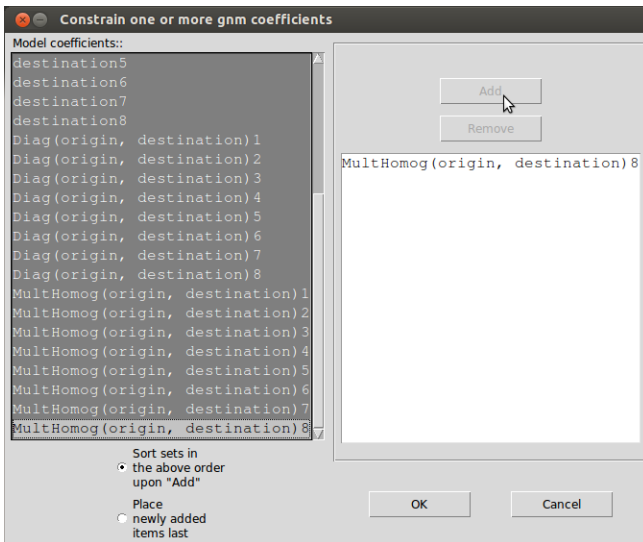 Constrain one or more gnm coefficients
Model coefficients::
destination5
destination6
destination7
destination8
Diag(origin, destination)1
Diag(origin, destination)2
Diag(origin, destination)3
Diag(origin, destination)4
Diag(origin, destination)5
Diag(origin, destination)6
Diag(origin, destination)7
Diag(origin, destination)8
MultHomog(origin, destination)1
MultHomog(origin, destination)2
MultHomog(origin, destination)3
MultHomog(origin, destination)4
MultHomog(origin, destination)5
MultHomog(origin, destination)6
MultHomog(origin, destination)7
MultHomog(origin, destination)8
Sort sets in
the above order
upon "Add"
Place
newly added
items last
Add
Remove
MultHomog(origin, destination)8
OK
Cancel